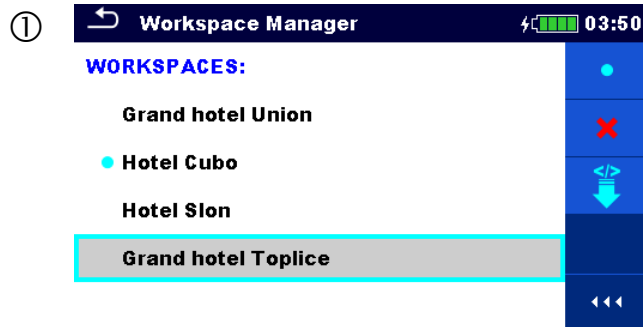 ①
Workspace Manager 03:50
WORKSPACES:
Grand hotel Union
Hotel Cubo
Hotel Slon
Grand hotel Toplice
</>